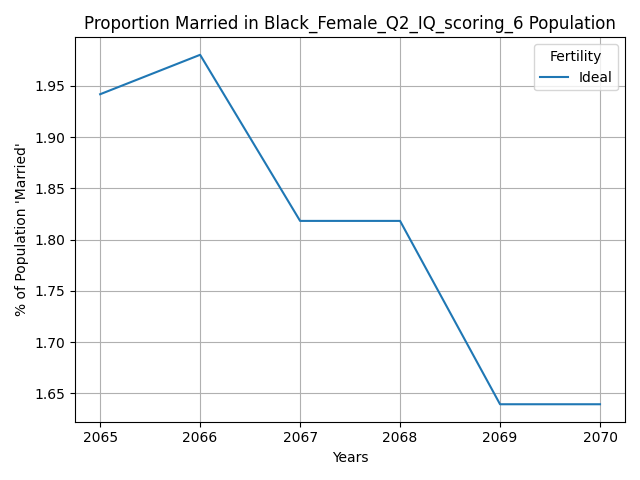 Proportion Married in Black_Female_Q2_IQ_scoring_6 Population
Fertility
Ideal
% of Population 'Married'
1.95
1.90
1.85
1.80
1.75
1.70
1.65
2065 2066 2067 2068 2069 2070
Years